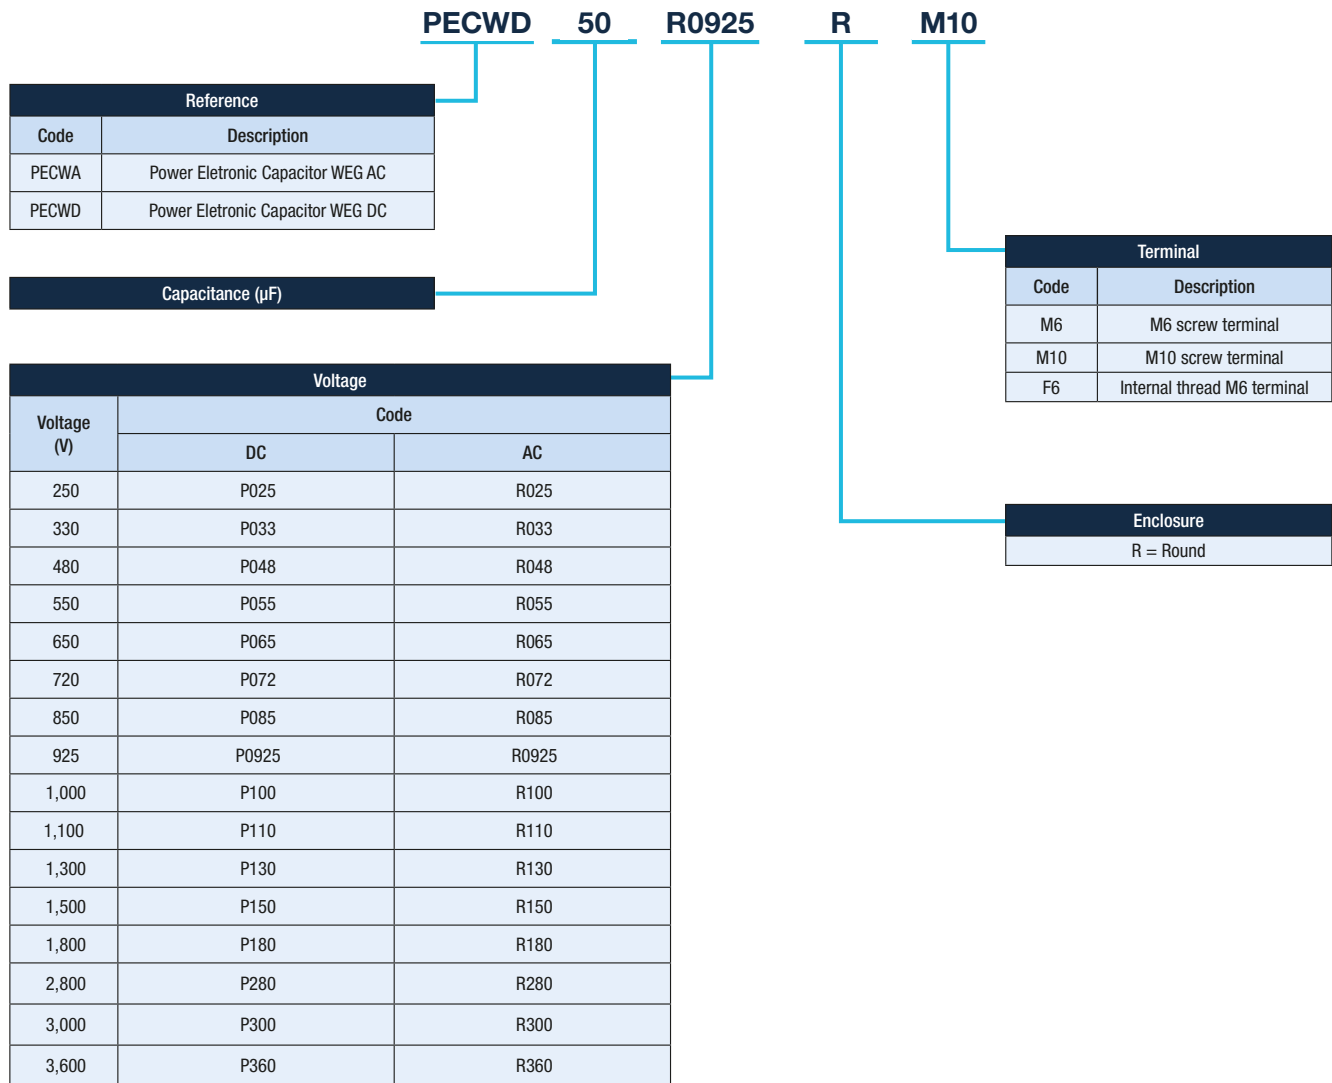 PECWD 50 R0925 R M10
Reference
Code Description
PECWA Power Eletronic Capacitor WEG AC
PECWD Power Eletronic Capacitor WEG DC
Capacitance (µF)
Voltage
Voltage (V) Code
DC AC
250 P025 R025
330 P033 R033
480 P048 R048
550 P055 R055
650 P065 R065
720 P072 R072
850 P085 R085
925 P0925 R0925
1,000 P100 R100
1,100 P110 R110
1,300 P130 R130
1,500 P150 R150
1,800 P180 R180
2,800 P280 R280
3,000 P300 R300
3,600 P360 R360
Terminal
Code Description
M6 M6 screw terminal
M10 M10 screw terminal
F6 Internal thread M6 terminal
Enclosure
R = Round